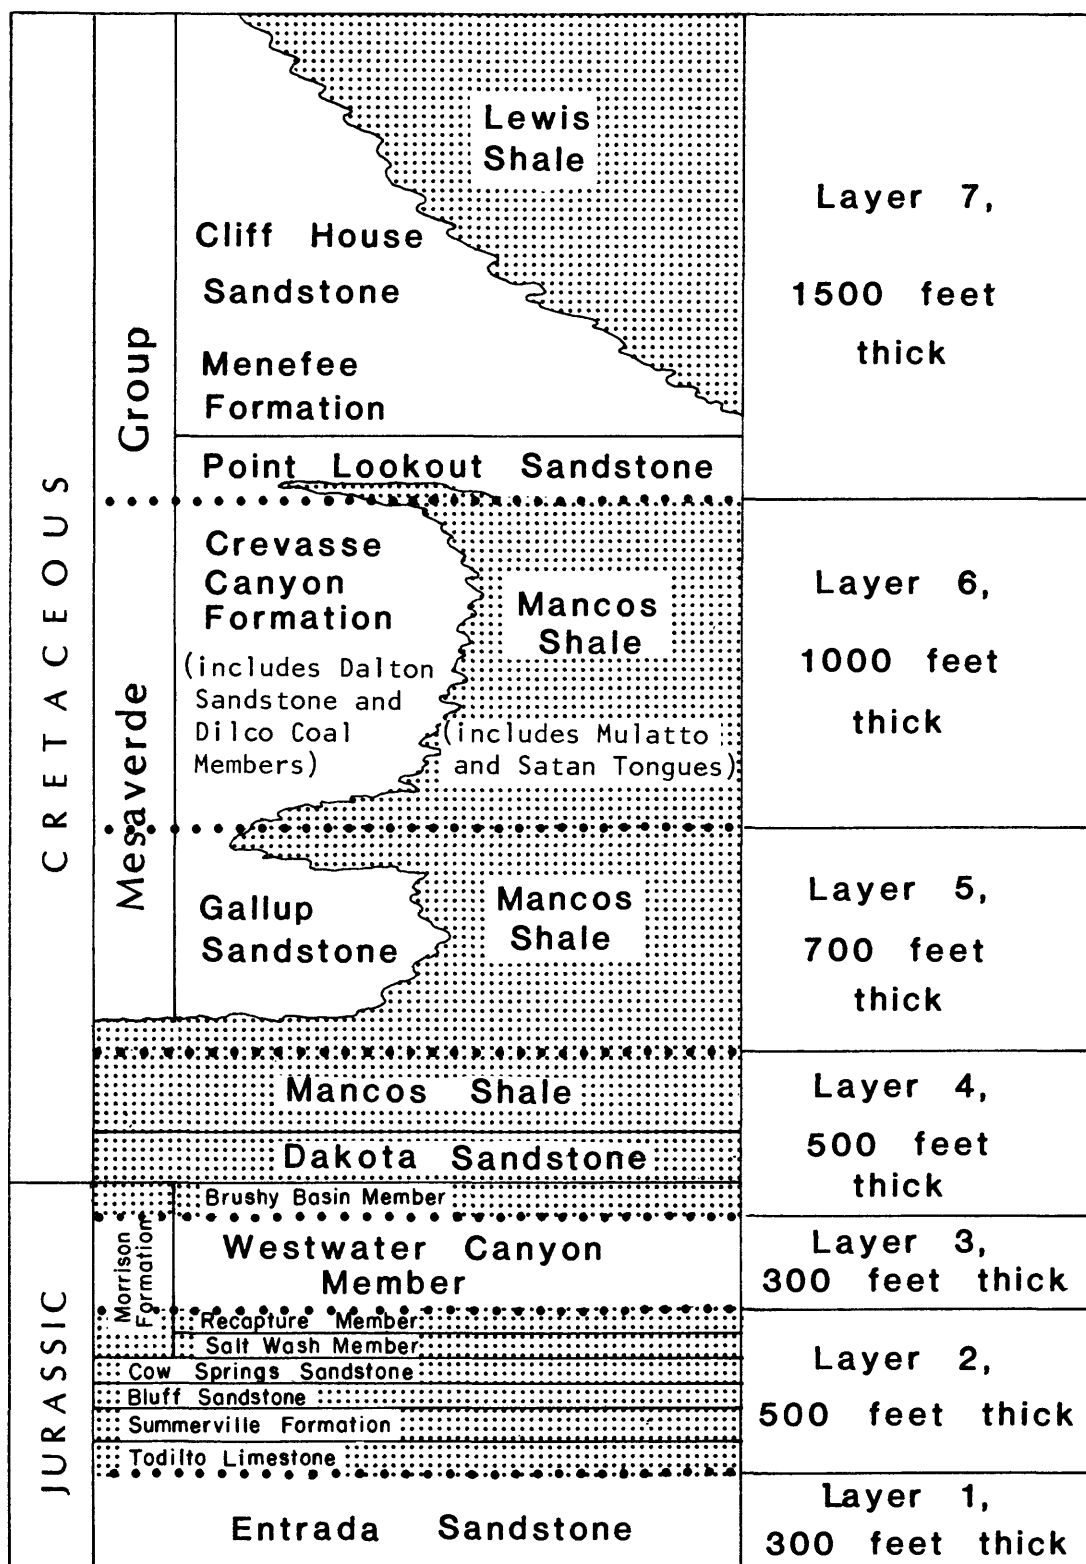 CRETACEOUS
JURASSIC
Mesaverde Group
Morrison
Formation
Lewis
Shale
Cliff House
Sandstone
Menefee
Formation
Point Lookout Sandstone
Layer 7,
1500 feet
thick
Crevasse
Canyon
Formation
(includes Dalton
Sandstone and
Dilco Coal
Members)
Mancos
Shale
(includes Mulatto
and Satan Tongues)
Layer 6,
1000 feet
thick
Gallup
Sandstone
Mancos
Shale
Layer 5,
700 feet
thick
Mancos Shale
Dakota Sandstone
Brushy Basin Member
Layer 4,
500 feet
thick
Westwater Canyon
Member
Layer 3,
300 feet thick
Recapture Member
Salt Wash Member
Cow Springs Sandstone
Bluff Sandstone
Summerville Formation
Todilto Limestone
Layer 2,
500 feet thick
Entrada Sandstone
Layer 1,
300 feet thick